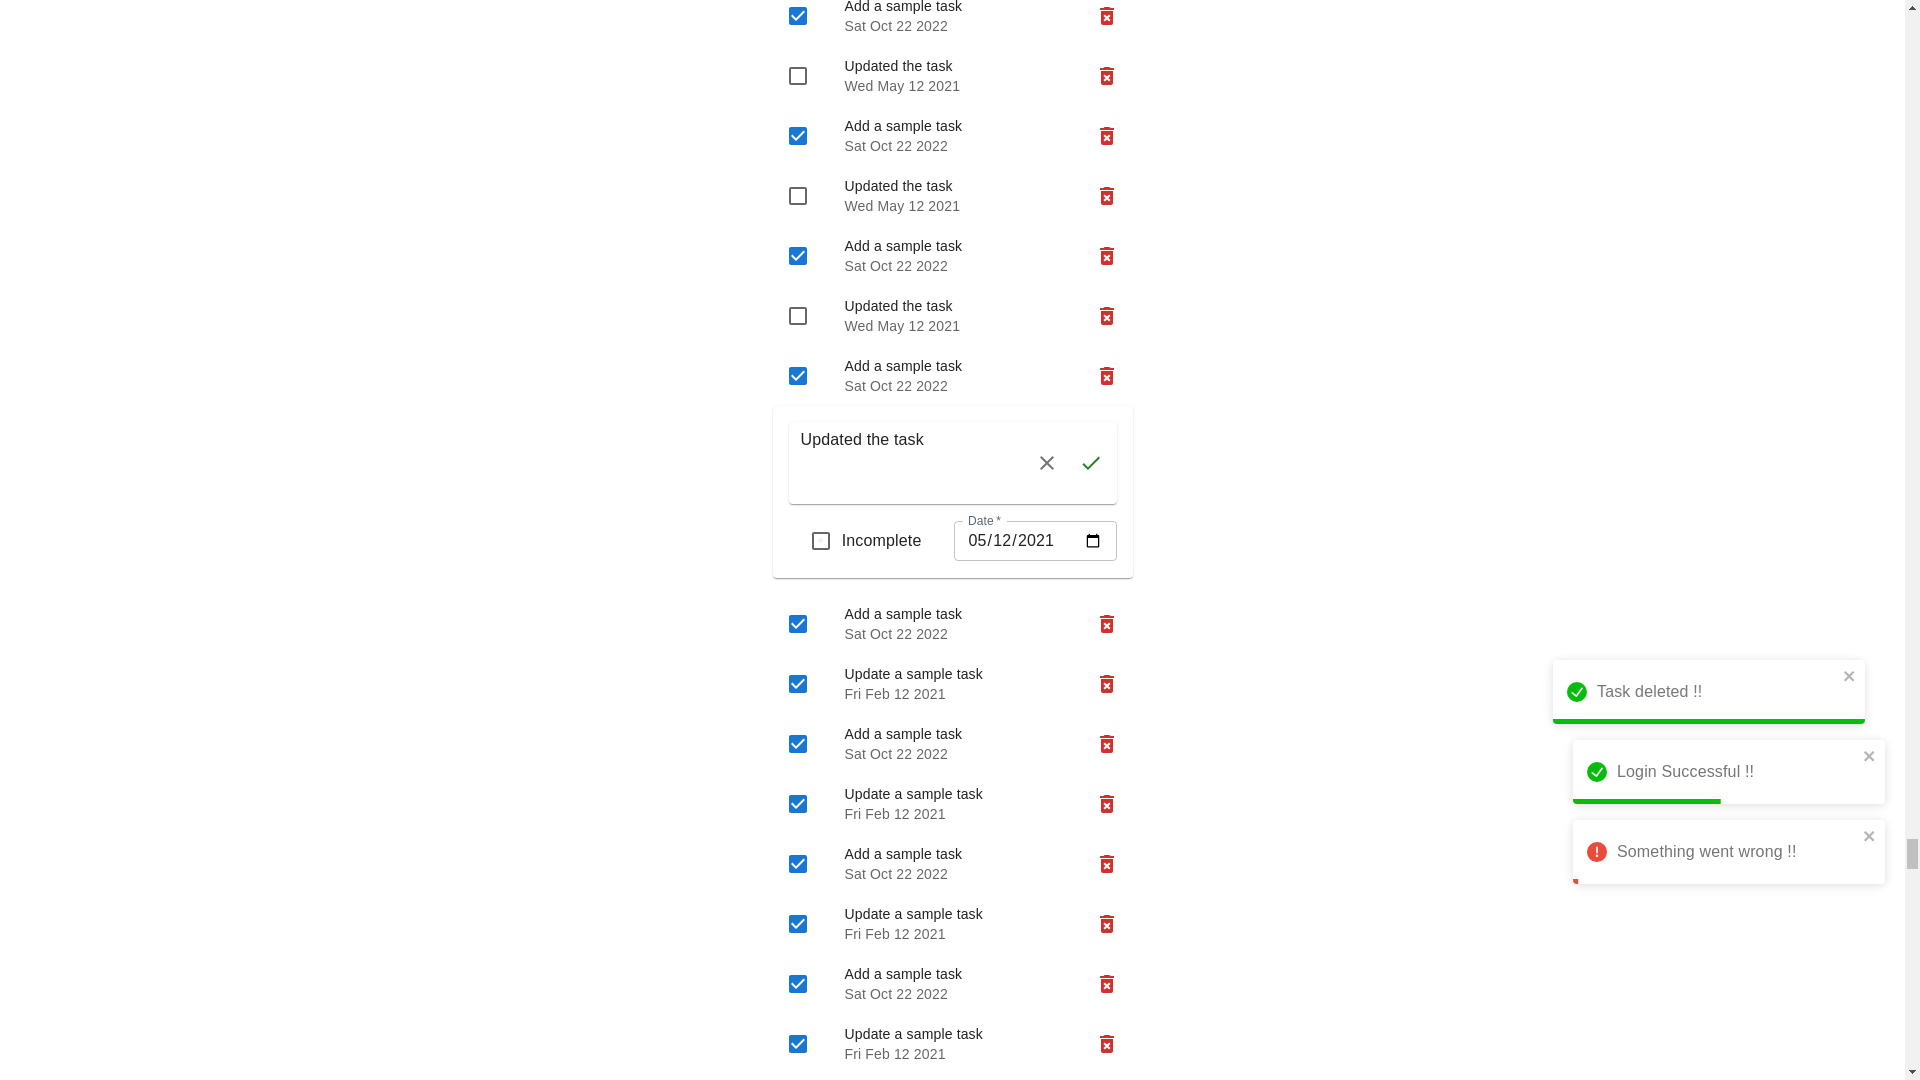 Add a sample task
Sat Oct 22 2022
Updated the task
Wed May 12 2021
Add a sample task
Sat Oct 22 2022
Updated the task
Wed May 12 2021
Add a sample task
Sat Oct 22 2022
Updated the task
Wed May 12 2021
Add a sample task
Sat Oct 22 2022
Updated the task
Incomplete
Date *
05/12/2021
Add a sample task
Sat Oct 22 2022
Update a sample task
Fri Feb 12 2021
Add a sample task
Sat Oct 22 2022
Update a sample task
Fri Feb 12 2021
Add a sample task
Sat Oct 22 2022
Update a sample task
Fri Feb 12 2021
Add a sample task
Sat Oct 22 2022
Update a sample task
Fri Feb 12 2021
Task deleted !!
Login Successful !!
Something went wrong !!